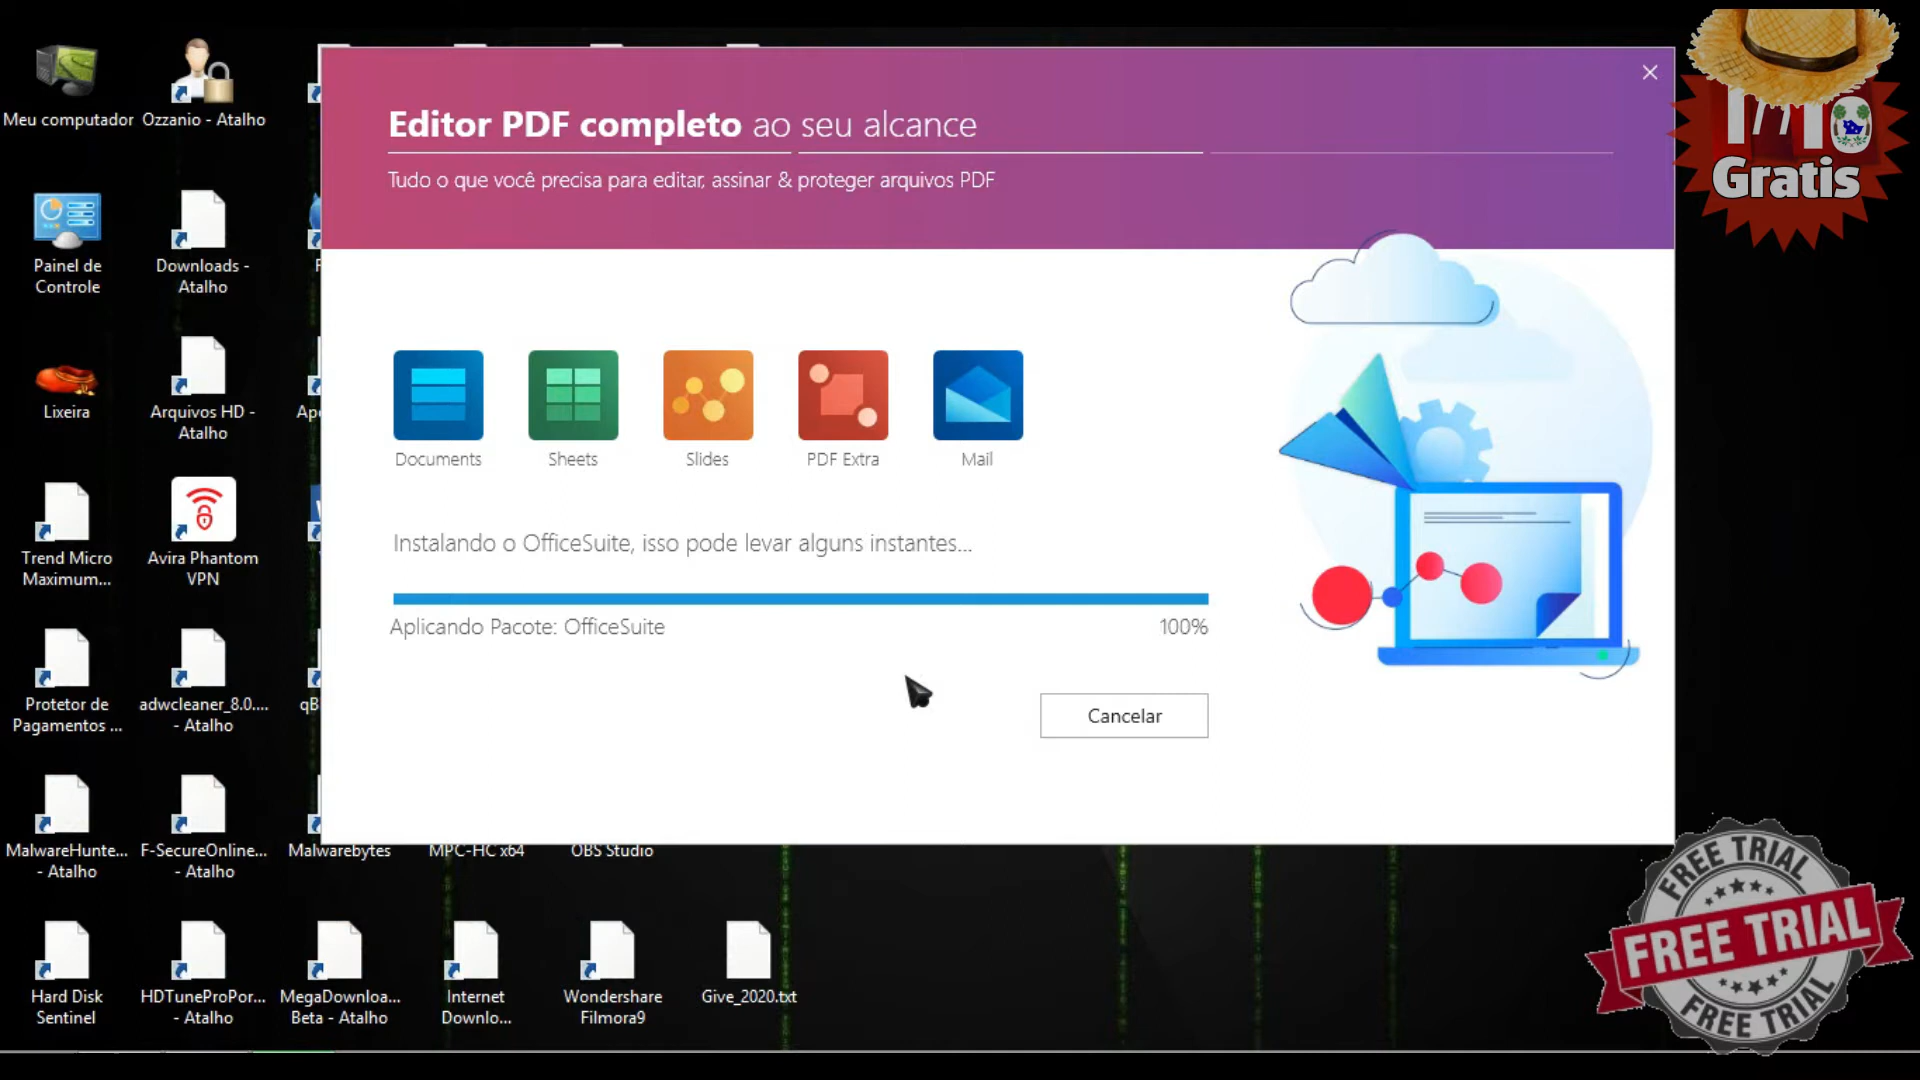 Editor PDF completo ao seu alcance
Tudo o que você precisa para editar, assinar & proteger arquivos PDF
Gratis
Meu computador
Ozzanio - Atalho
Painel de
Controle
Downloads -
Atalho
Lixeira
Arquivos HD -
Atalho
Documents
Sheets
Slides
PDF Extra
Mail
Instalando o OfficeSuite, isso pode levar alguns instantes...
Aplicando Pacote: OfficeSuite
100%
Cancelar
Trend Micro
Maximum...
Avira Phantom
VPN
Protetor de
Pagamentos ...
adwcleaner_8.0....
- Atalho
MalwareHunte...
- Atalho
F-SecureOnline...
- Atalho
Malwarebytes
MPC-HC x64
OBS Studio
Hard Disk
Sentinel
HDTuneProPor...
- Atalho
MegaDownloa...
Beta - Atalho
Internet
Downlo...
Wondershare
Filmora9
Give_2020.txt
FREE TRIAL
FREE TRIAL
FREE TRIAL